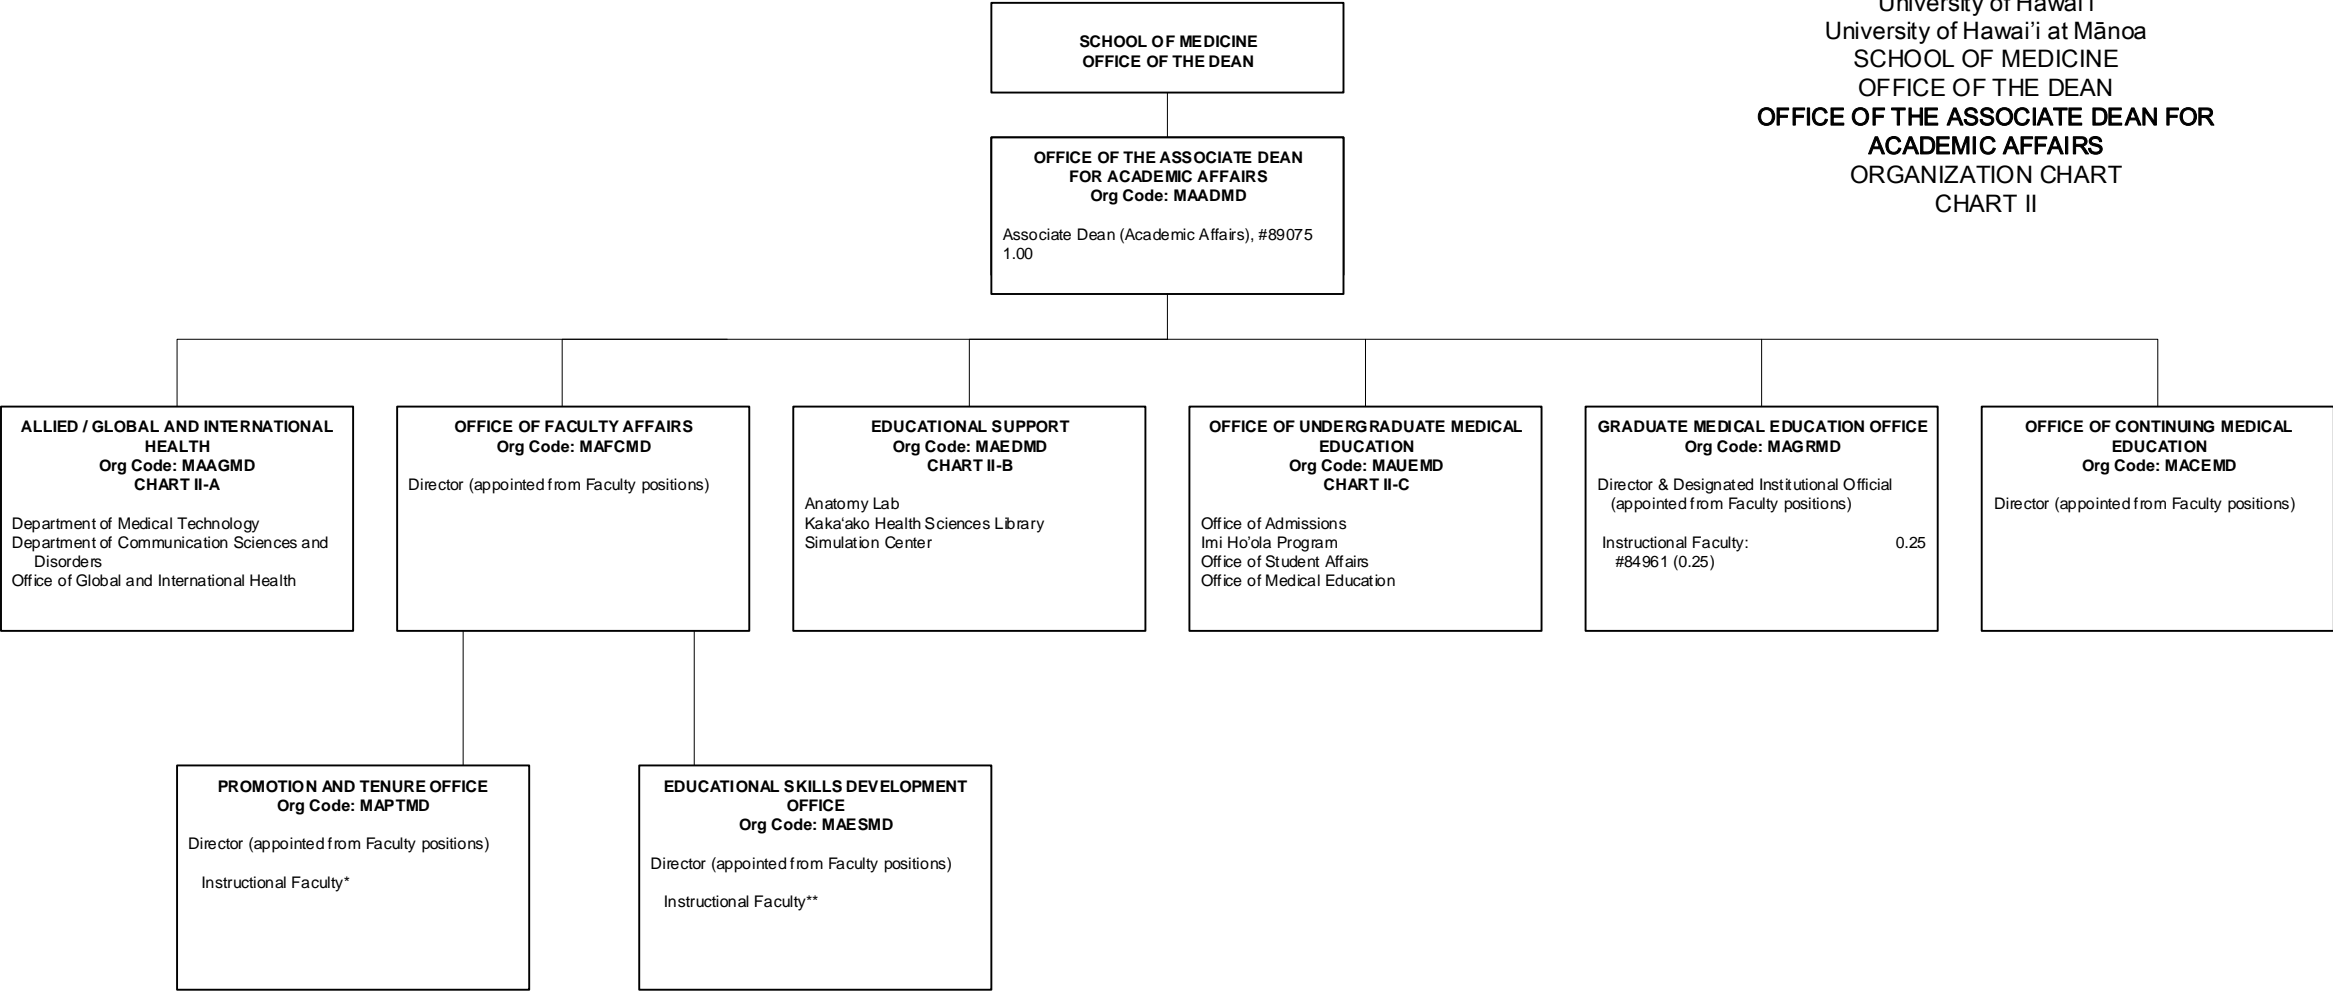 University of Hawai'i
University of Hawai'i at Mānoa
SCHOOL OF MEDICINE
OFFICE OF THE DEAN
OFFICE OF THE ASSOCIATE DEAN FOR
ACADEMIC AFFAIRS
ORGANIZATION CHART
CHART II
SCHOOL OF MEDICINE
OFFICE OF THE DEAN
OFFICE OF THE ASSOCIATE DEAN
FOR ACADEMIC AFFAIRS
Org Code: MAADMD
Associate Dean (Academic Affairs), #89075
1.00
ALLIED / GLOBAL AND INTERNATIONAL
HEALTH
Org Code: MAAGMD
CHART II-A
Department of Medical Technology
Department of Communication Sciences and
Disorders
Office of Global and International Health
OFFICE OF FACULTY AFFAIRS
Org Code: MAFCMD
Director (appointed from Faculty positions)
EDUCATIONAL SUPPORT
Org Code: MAEDMD
CHART II-B
Anatomy Lab
Kaka‘ako Health Sciences Library
Simulation Center
OFFICE OF UNDERGRADUATE MEDICAL
EDUCATION
Org Code: MAUEMD
CHART II-C
Office of Admissions
Imi Ho’ola Program
Office of Student Affairs
Office of Medical Education
GRADUATE MEDICAL EDUCATION OFFICE
Org Code: MAGRMD
Director & Designated Institutional Official
(appointed from Faculty positions)
Instructional Faculty: 0.25
#84961 (0.25)
OFFICE OF CONTINUING MEDICAL
EDUCATION
Org Code: MACEMD
Director (appointed from Faculty positions)
PROMOTION AND TENURE OFFICE
Org Code: MAPTMD
Director (appointed from Faculty positions)
Instructional Faculty*
EDUCATIONAL SKILLS DEVELOPMENT
OFFICE
Org Code: MAESMD
Director (appointed from Faculty positions)
Instructional Faculty**